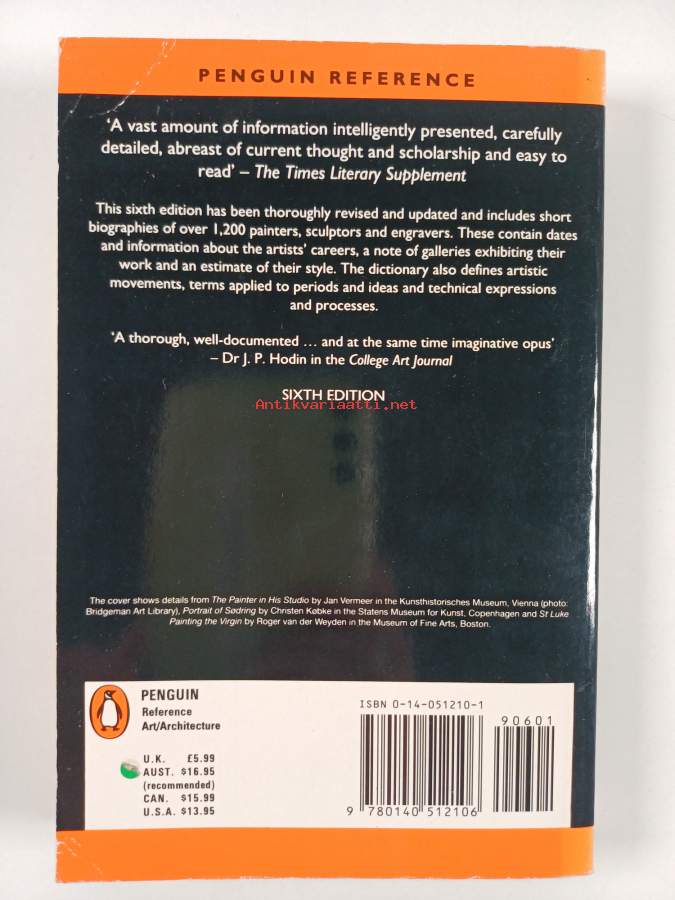 PENGUIN REFERENCE
‘A vast amount of information intelligently presented, carefully
detailed, abreast of current thought and scholarship and easy to
read’ – The Times Literary Supplement
This sixth edition has been thoroughly revised and updated and includes short
biographies of over 1,200 painters, sculptors and engravers. These contain dates
and information about the artists’ careers, a note of galleries exhibiting their
work and an estimate of their style. The dictionary also defines artistic
movements, terms applied to periods and ideas and technical expressions
and processes.
‘A thorough, well-documented ... and at the same time imaginative opus’
– Dr J. P. Hodin in the College Art Journal
SIXTH EDITION
Antikvariaatti.net
The cover shows details from The Painter in His Studio by Jan Vermeer in the Kunsthistorisches Museum, Vienna (photo:
Bridgeman Art Library), Portrait of Sødring by Christen Købke in the Statens Museum for Kunst, Copenhagen and St Luke
Painting the Virgin by Roger van der Weyden in the Museum of Fine Arts, Boston.
PENGUIN
Reference
Art/Architecture
U.K. £5.99
AUST. $16.95
(recommended)
CAN. $15.99
U.S.A. $13.95
ISBN 0-14-051210-1
90601
9 780140 512106